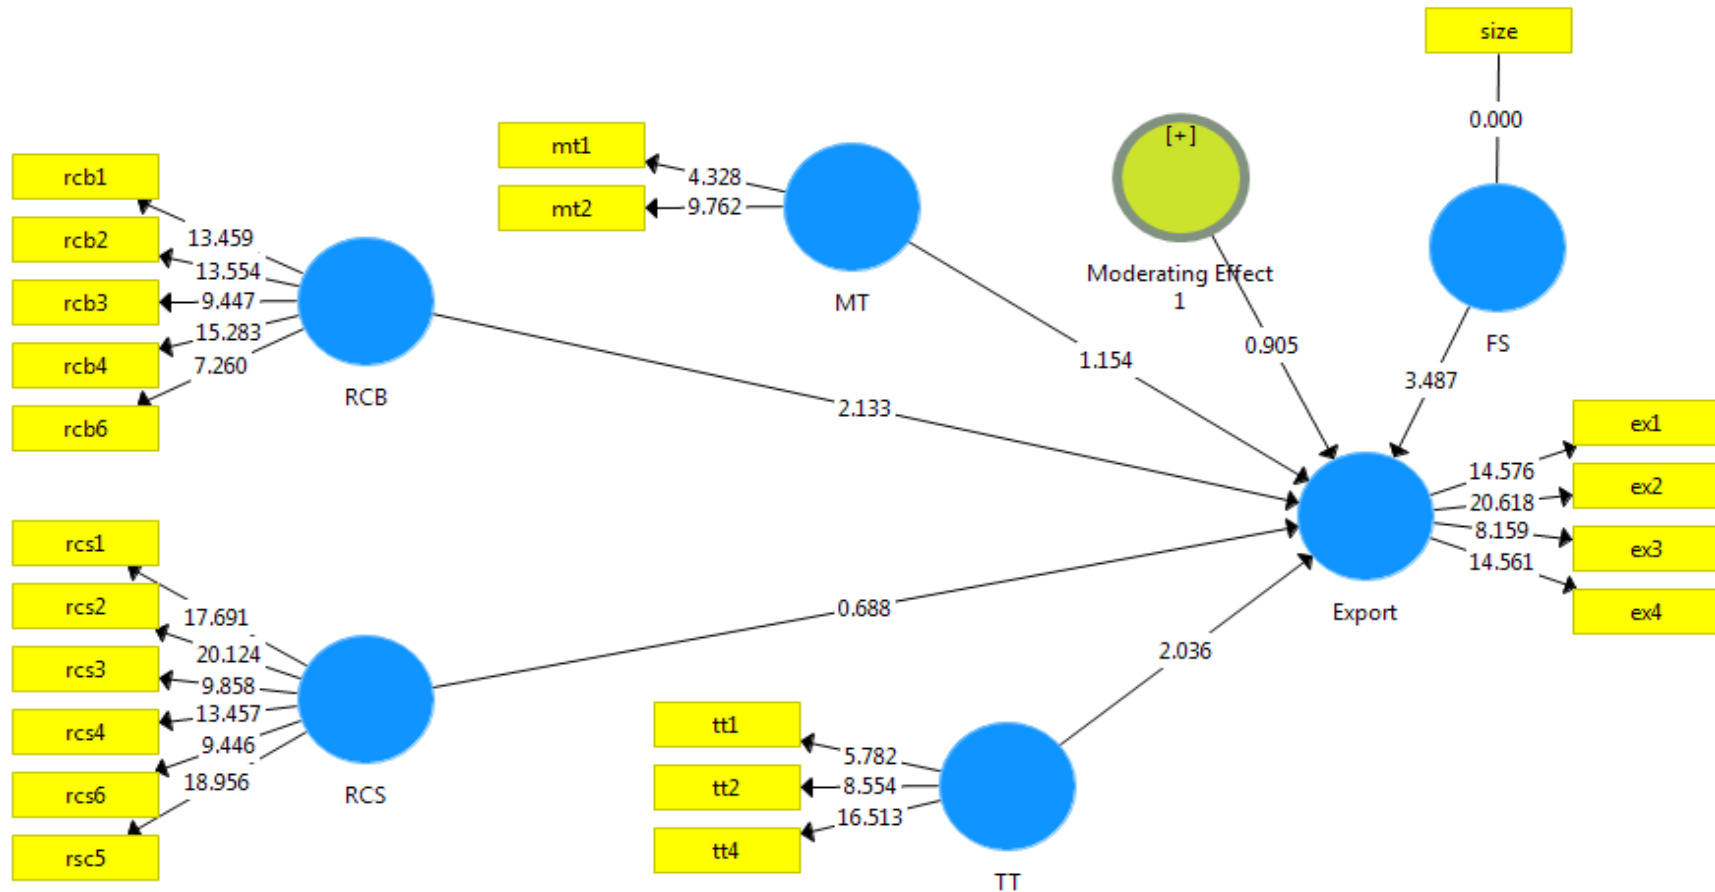 size
0.000
FS
3.487
[+]
Moderating Effect
1
0.905
mt1
mt2
4.328
9.762
MT
1.154
rcb1
rcb2
rcb3
rcb4
rcb6
13.459
13.554
9.447
15.283
7.260
RCB
2.133
ex1
ex2
ex3
ex4
14.576
20.618
8.159
14.561
Export
rcs1
rcs2
rcs3
rcs4
rcs6
rsc5
17.691
20.124
9.858
13.457
9.446
18.956
RCS
0.688
2.036
tt1
tt2
tt4
5.782
8.554
16.513
TT